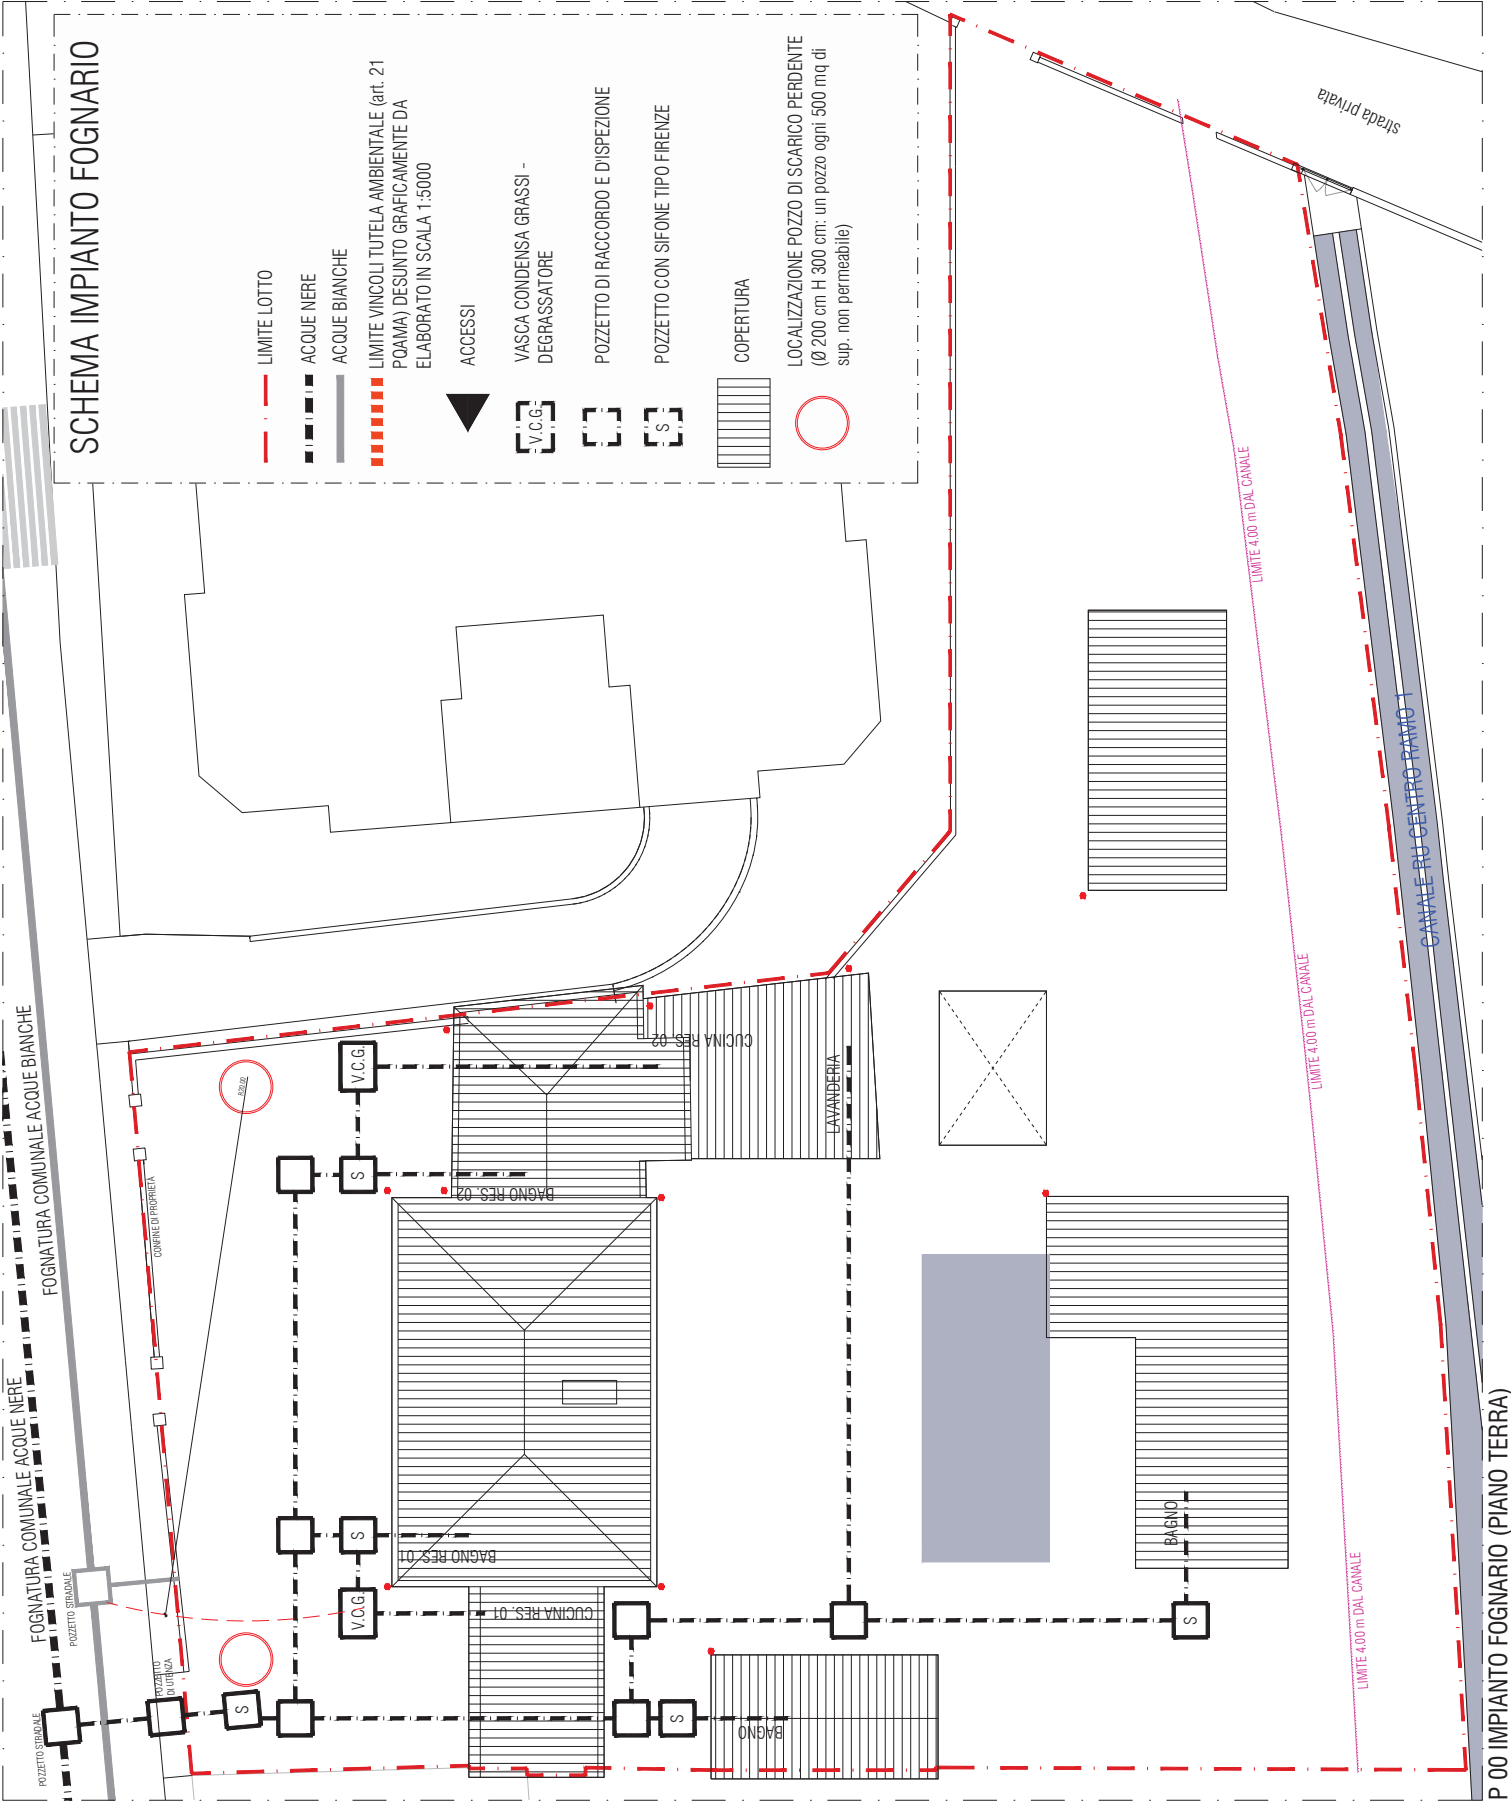 SCHEMA IMPIANTO FOGNARIO
LIMITE LOTTO
ACQUE NERE
ACQUE BIANCHE
LIMITE VINCOLI TUTELA AMBIENTALE (art. 21
PQAMA) DESUNTO GRAFICAMENTE DA
ELABORATO IN SCALA 1:5000
ACCESSI
V.C.G.
VASCA CONDENSA GRASSI -
DEGRASSATORE
POZZETTO DI RACCORDO E D'ISPEZIONE
S
POZZETTO CON SIFONE TIPO FIRENZE
COPERTURA
LOCALIZZAZIONE POZZO DI SCARICO PERDENTE
(Ø 200 cm H 300 cm: un pozzo ogni 500 mq di
sup. non permeabile)
strada privata
FOGNATURA COMUNALE ACQUE NERE
FOGNATURA COMUNALE ACQUE BIANCHE
POZZETTO STRADALE
POZZETTO STRADALE
POZZETTO
DI UTENZA
CONFINE DI PROPRIETÀ
S
V.C.G.
S
V.C.G.
S
BAGNO RES. 01
CUCINA RES. 01
BAGNO RES. 02
CUCINA RES. 02
LAVANDERIA
S
BAGNO
BAGNO
S
LIMITE 4.00 m DAL CANALE
LIMITE 4.00 m DAL CANALE
LIMITE 4.00 m DAL CANALE
CANALE RU CENTRO RAMO 1
P 00 IMPIANTO FOGNARIO (PIANO TERRA)